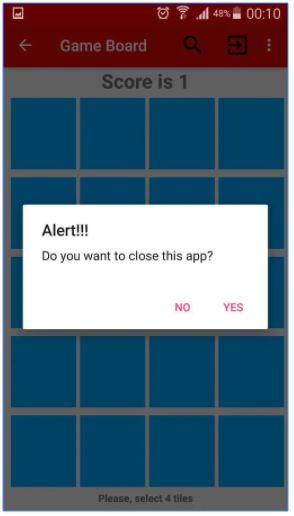 48% 00:10
Game Board
Score is 1
Alert!!!
Do you want to close this app?
NO YES
Please, select 4 tiles